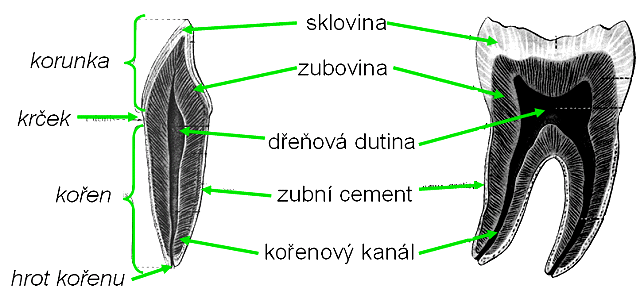 sklovina
korunka
zubovina
krček
dřeňová dutina
kořen
zubní cement
kořenový kanál
hrot kořenu